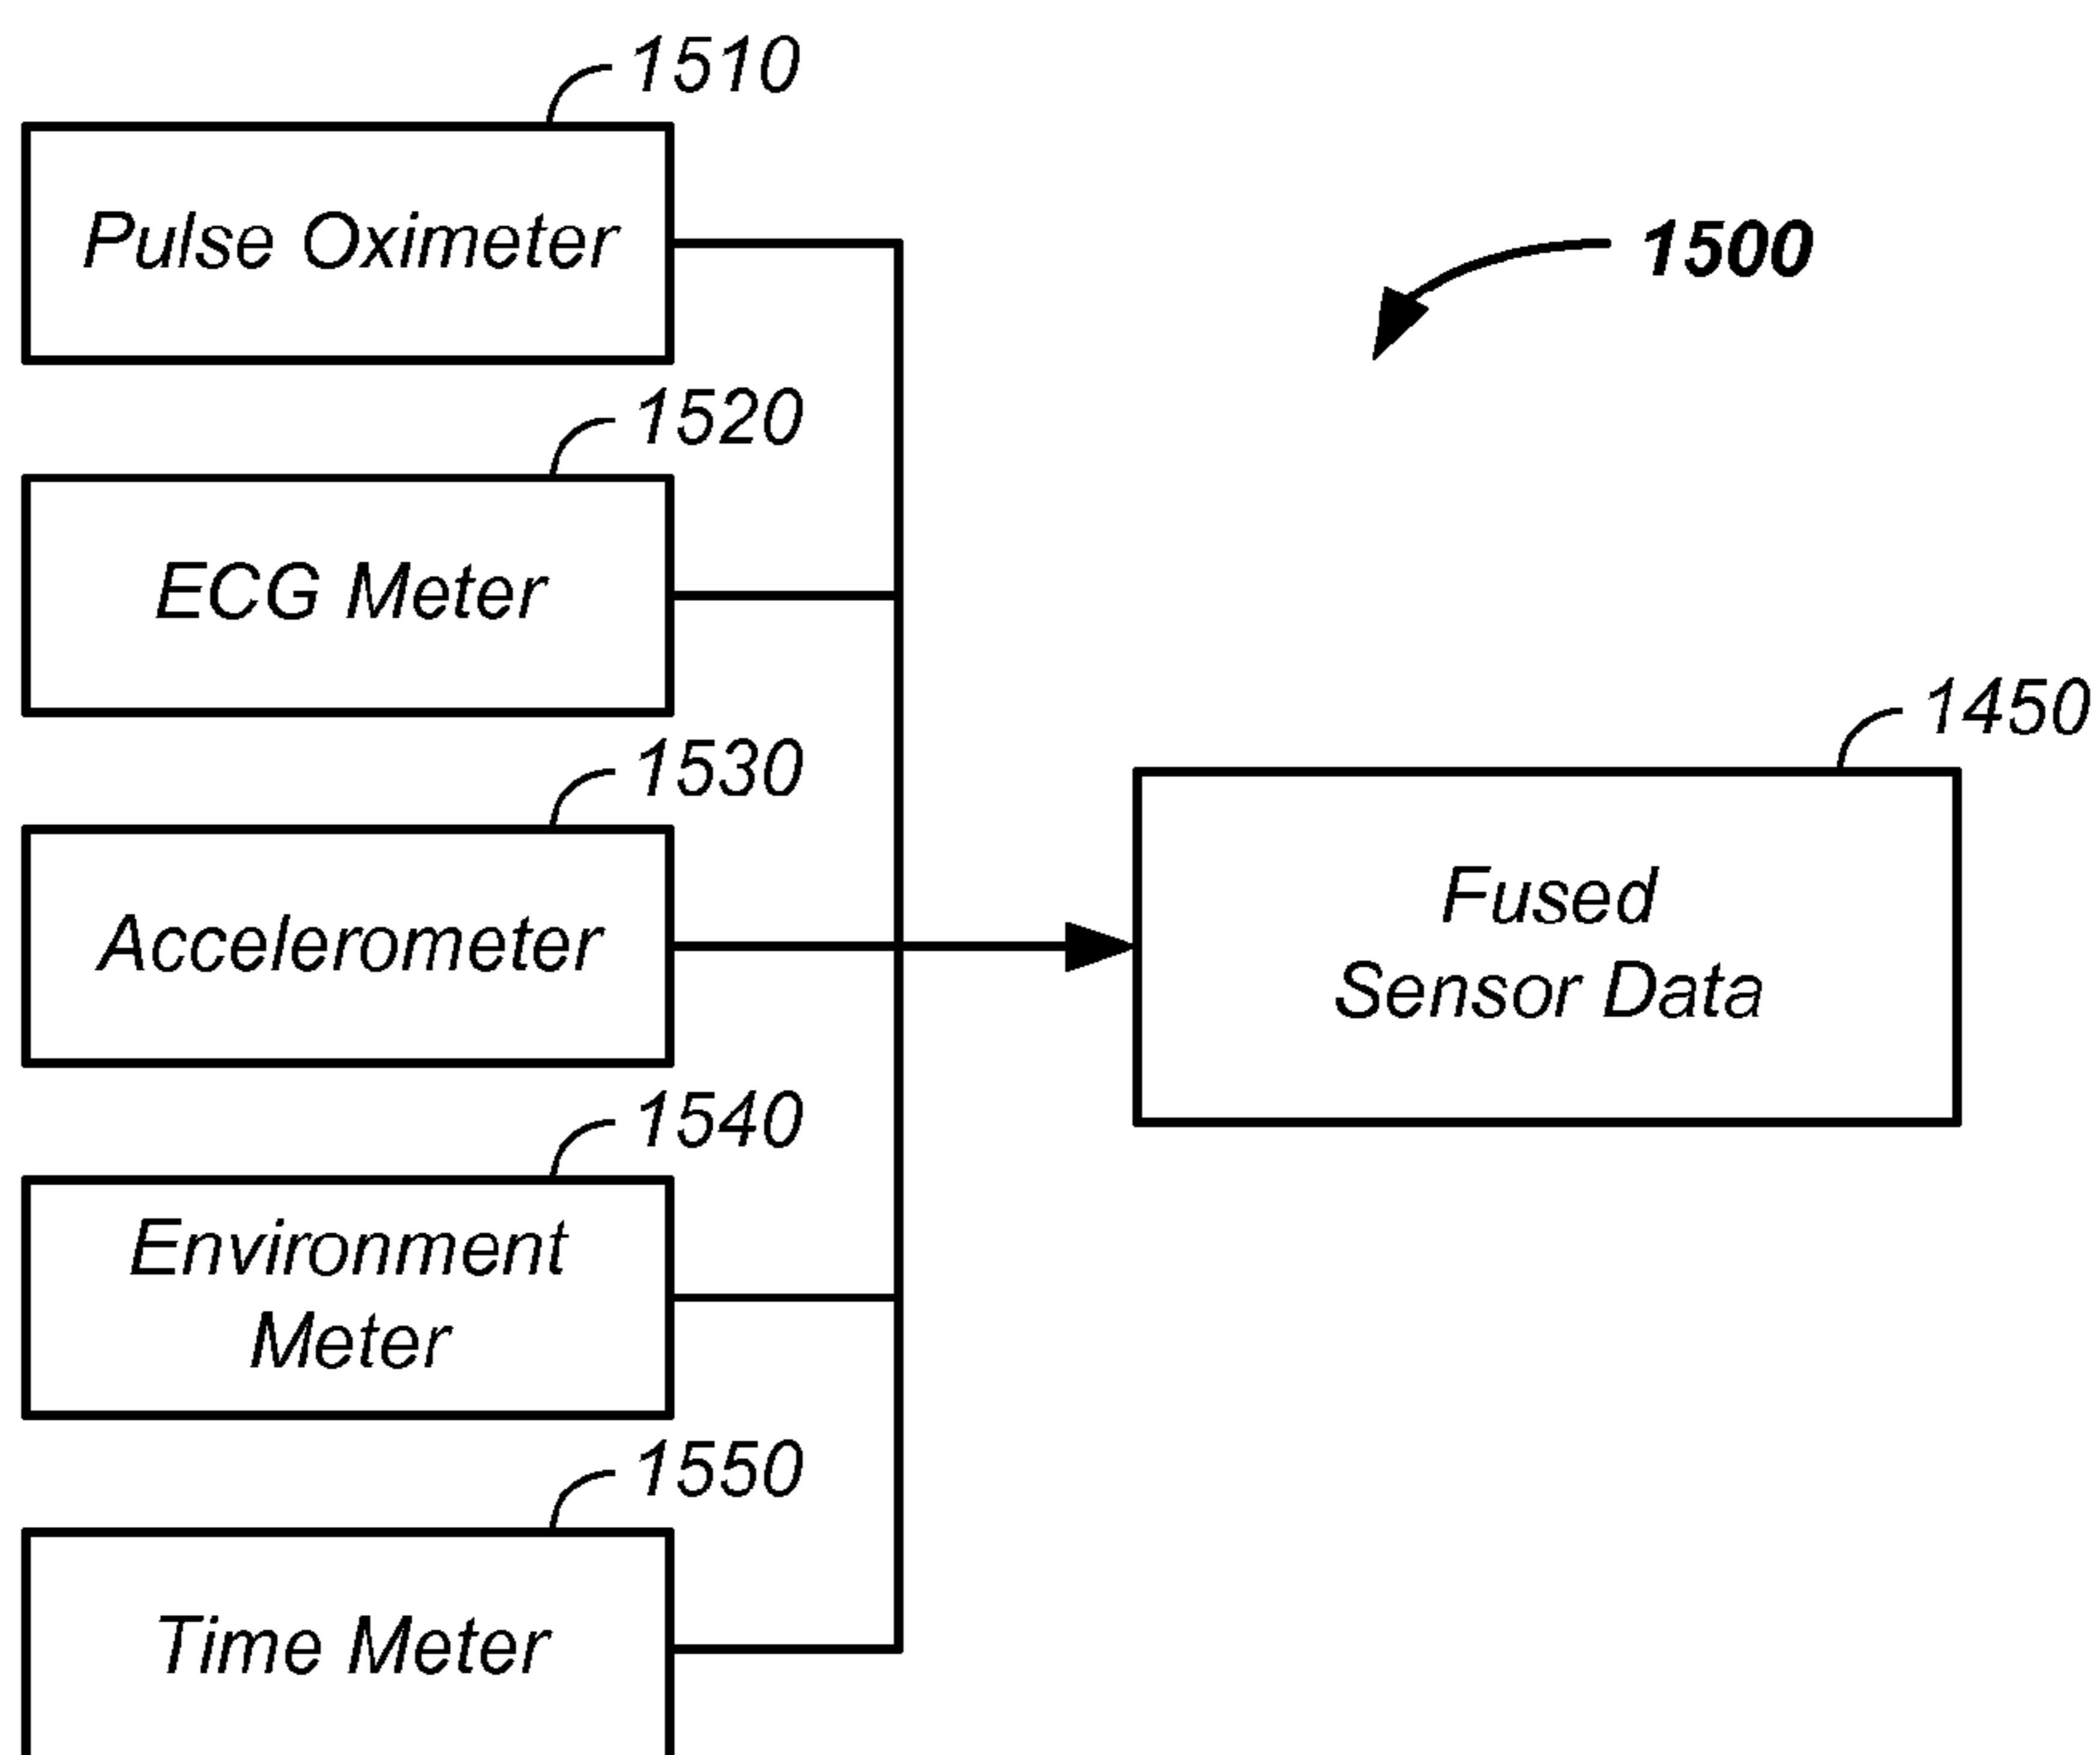 1510
Pulse Oximeter
1500
1520
ECG Meter
1450
1530
Fused
Sensor Data
Accelerometer
1540
Environment
Meter
1550
Time Meter